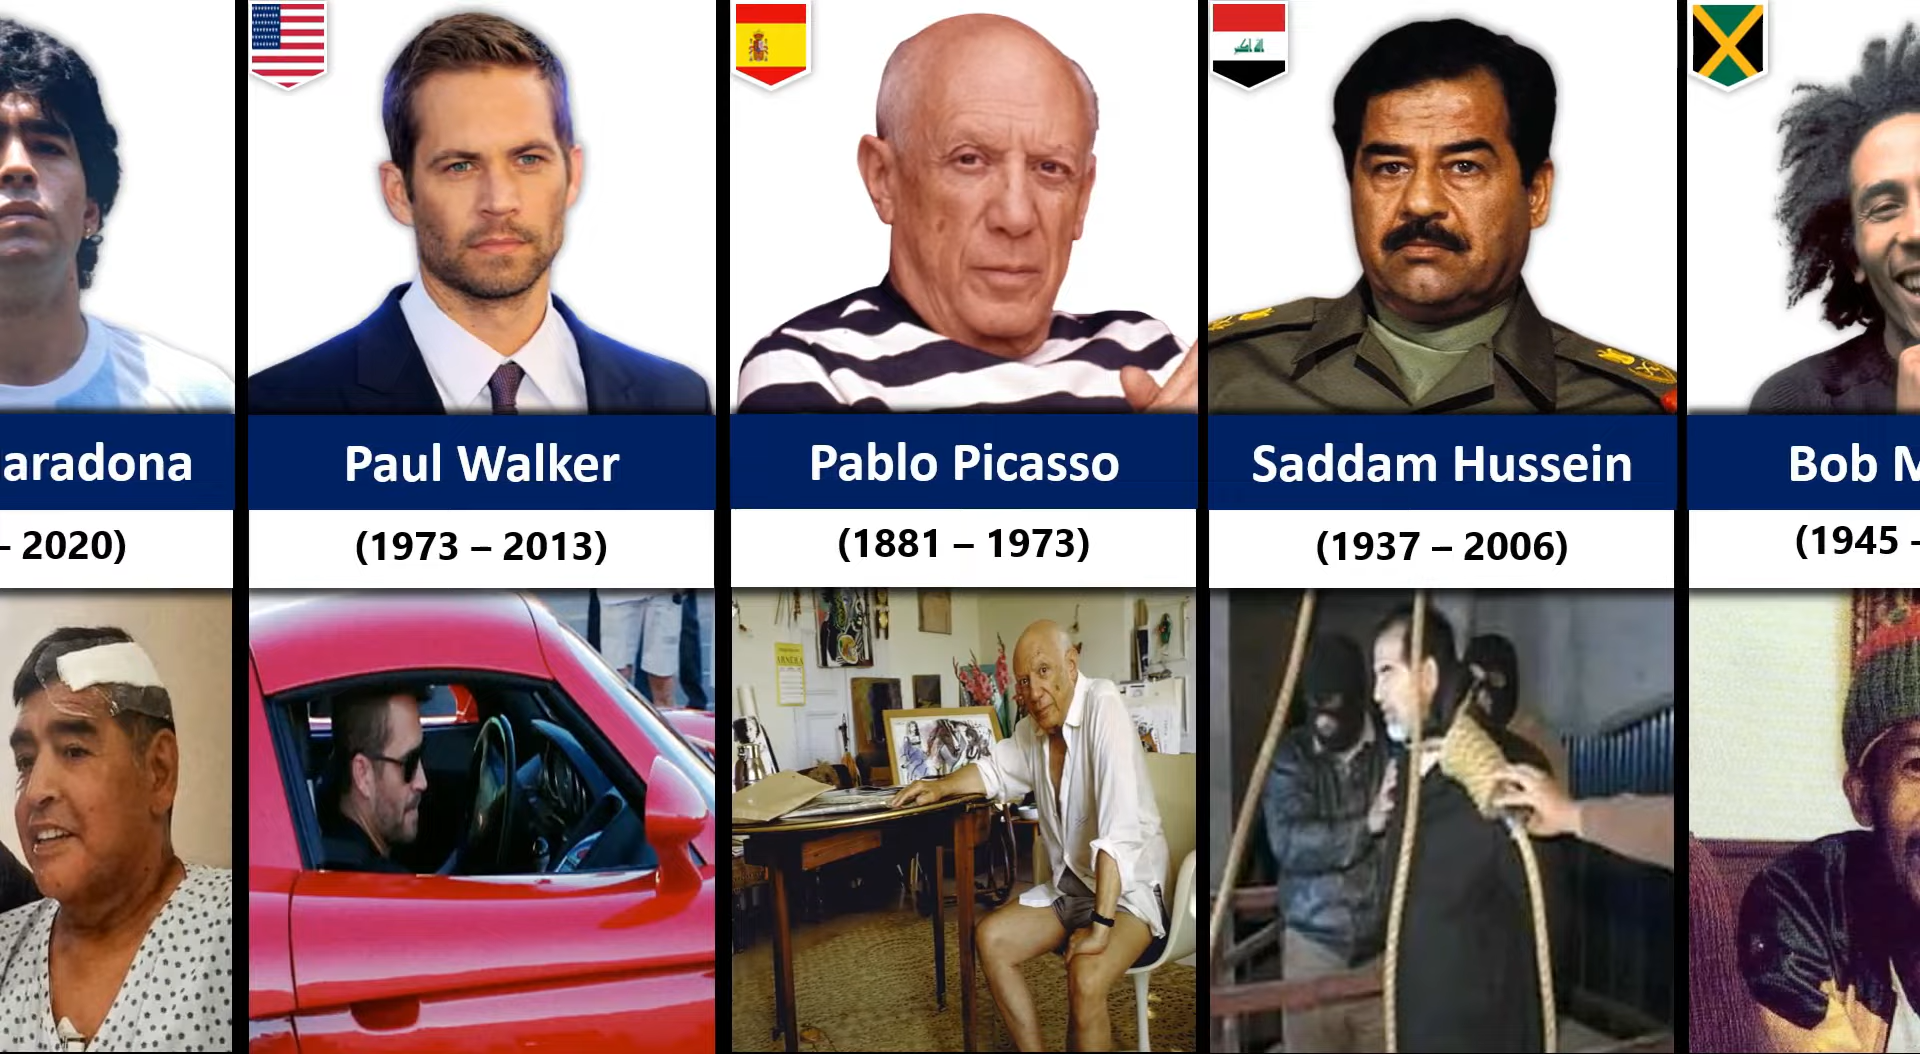 aradona
– 2020)
Paul Walker
(1973 – 2013)
Pablo Picasso
(1881 – 1973)
Saddam Hussein
(1937 – 2006)
Bob M
(1945 -